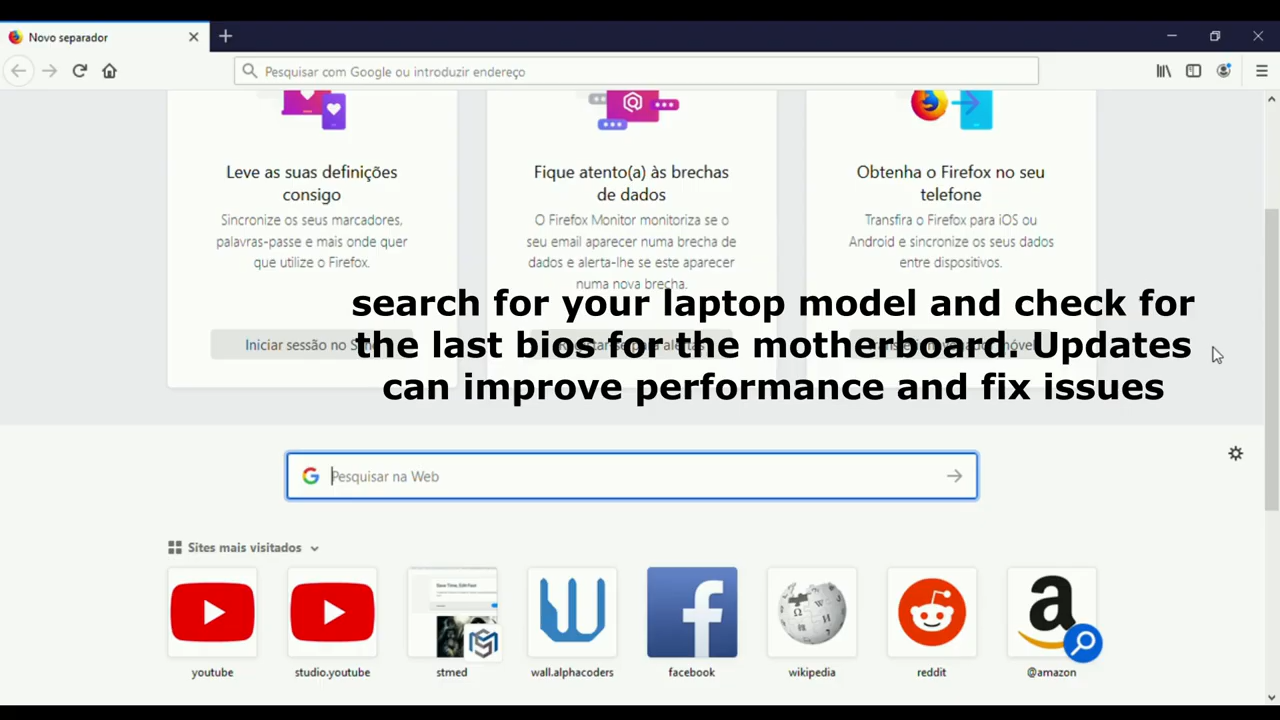 Novo separador
Pesquisar com Google ou introduzir endereço
Leve as suas definições
consigo
Sincronize os seus marcadores,
palavras-passe e mais onde quer
que utilize o Firefox.
Iniciar sessão no
Fique atento(a) às brechas
de dados
O Firefox Monitor monitoriza se o
seu email aparecer numa brecha de
dados e alerta-lhe se este aparecer
numa nova brecha.
Obtenha o Firefox no seu
telefone
Transfira o Firefox para iOS ou
Android e sincronize os seus dados
entre dispositivos.
search for your laptop model and check for
the last bios for the motherboard. Updates
can improve performance and fix issues
Pesquisar na Web
Sites mais visitados
youtube
studio.youtube
stmed
wall.alphacoders
facebook
wikipedia
reddit
@amazon